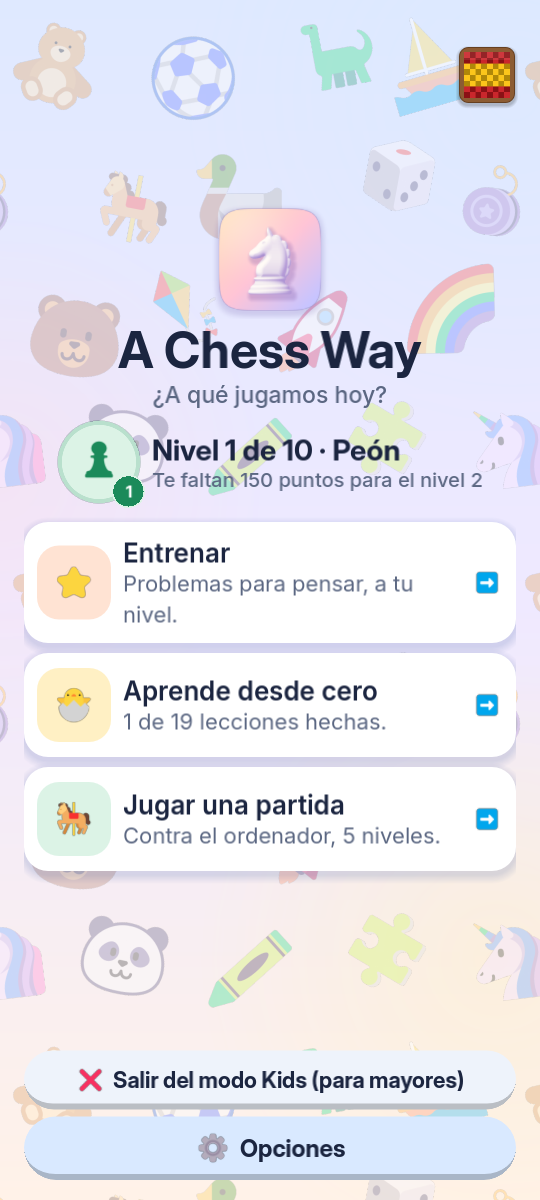 A Chess Way
¿A qué jugamos hoy?
Nivel 1 de 10 · Peón
Te faltan 150 puntos para el nivel 2
1
Entrenar
Problemas para pensar, a tu
nivel.
Aprende desde cero
1 de 19 lecciones hechas.
Jugar una partida
Contra el ordenador, 5 niveles.
Salir del modo Kids (para mayores)
Opciones